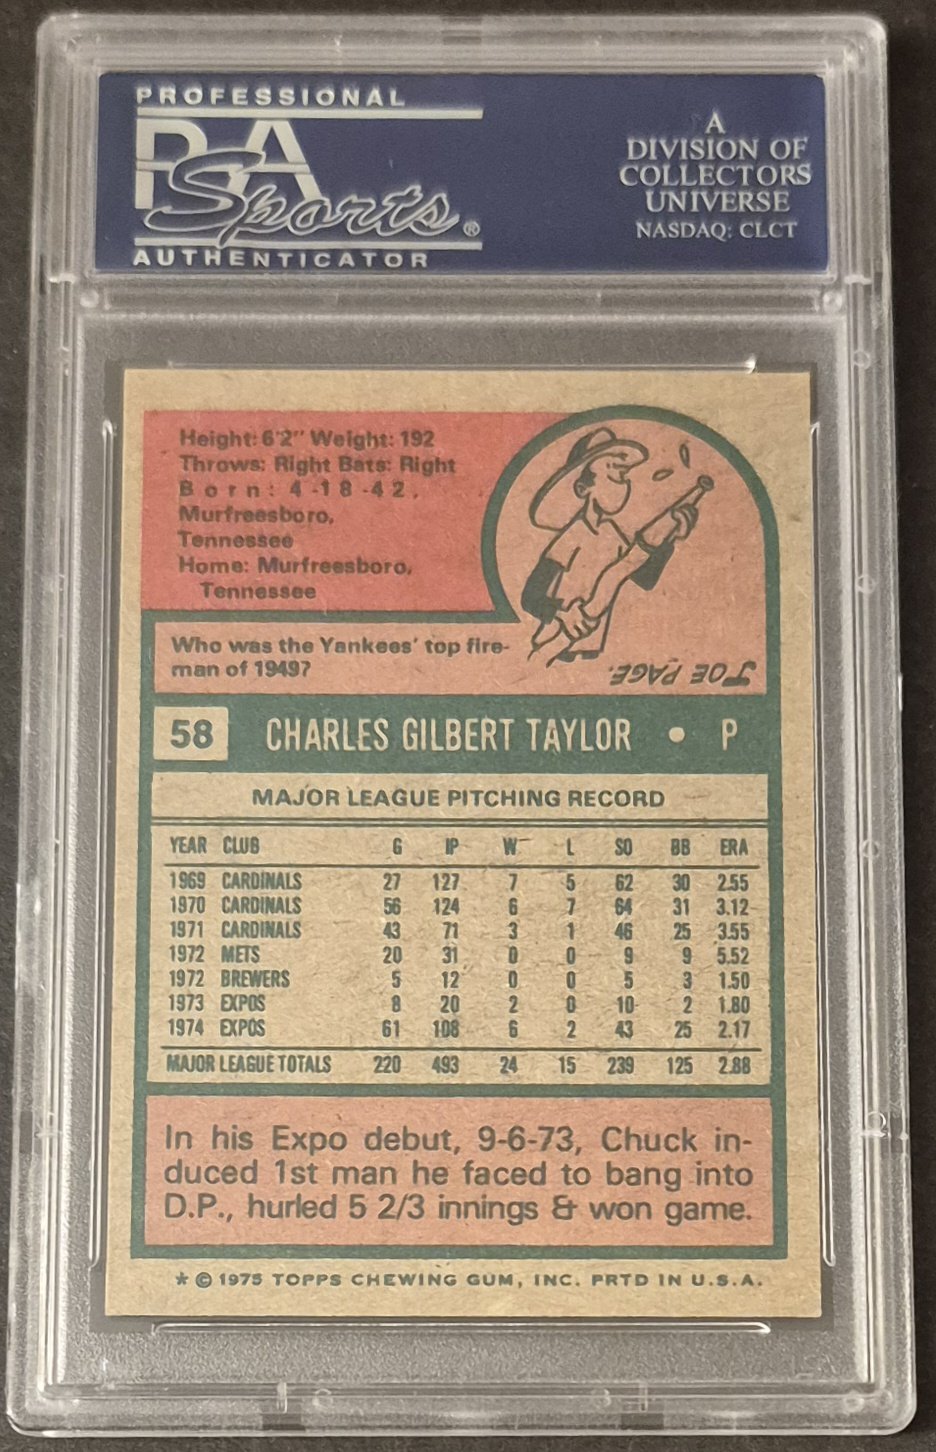 PROFESSIONAL
PSA
Sports®
AUTHENTICATOR
A
DIVISION OF
COLLECTORS
UNIVERSE
NASDAQ: CLCT
Height: 6'2" Weight: 192
Throws: Right Bats: Right
Born: 4-18-42,
Murfreesboro,
Tennessee
Home: Murfreesboro,
Tennessee
Who was the Yankees' top fire-
man of 1949?
JOE PAGE.
58 CHARLES GILBERT TAYLOR • P
MAJOR LEAGUE PITCHING RECORD
YEAR CLUB G IP W L SO BB ERA
1969 CARDINALS 27 127 7 5 62 30 2.55
1970 CARDINALS 56 124 6 7 64 31 3.12
1971 CARDINALS 43 71 3 1 46 25 3.55
1972 METS 20 31 0 0 9 9 5.52
1972 BREWERS 5 12 0 0 5 3 1.50
1973 EXPOS 8 20 2 0 10 2 1.80
1974 EXPOS 61 108 6 2 43 25 2.17
MAJOR LEAGUE TOTALS 220 493 24 15 239 125 2.88
In his Expo debut, 9-6-73, Chuck in-
duced 1st man he faced to bang into
D.P., hurled 5 2/3 innings & won game.
* © 1975 TOPPS CHEWING GUM, INC. PRTD IN U.S.A.